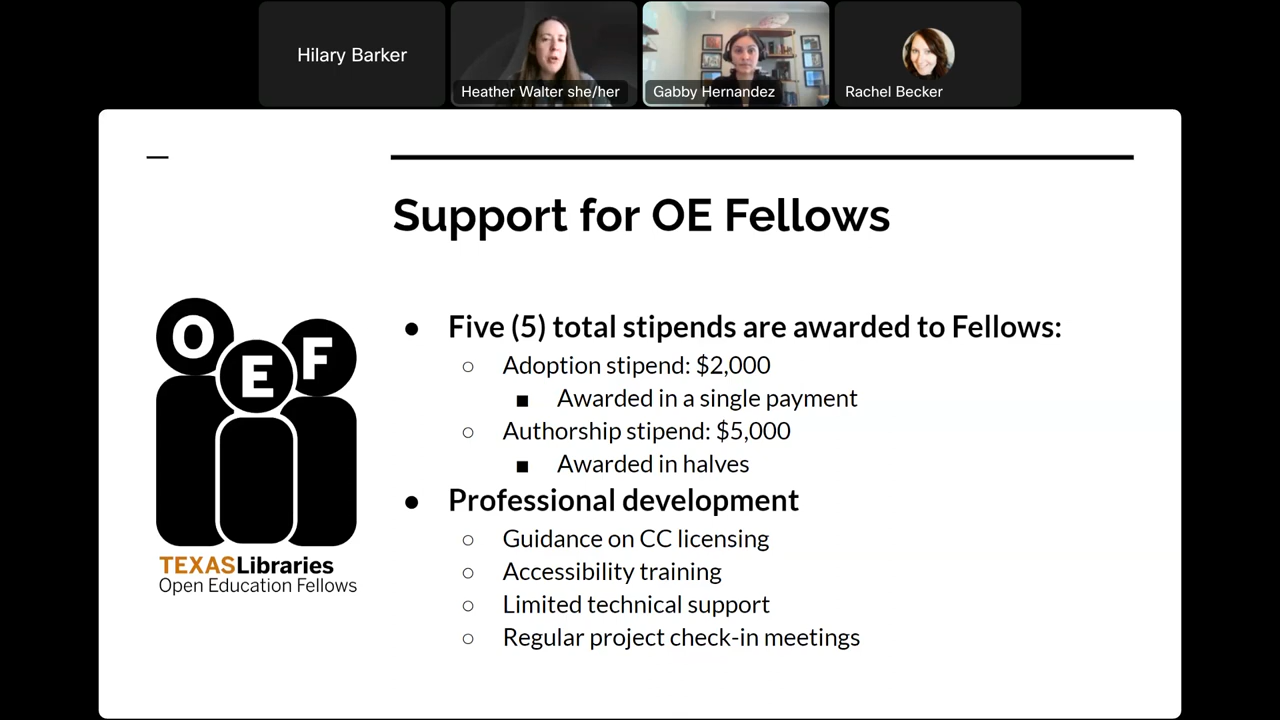 Hilary Barker
Heather Walter she/her
Gabby Hernandez
Rachel Becker
Support for OE Fellows
O
E
F
TEXASLibraries
Open Education Fellows
● Five (5) total stipends are awarded to Fellows:
○ Adoption stipend: $2,000
■ Awarded in a single payment
○ Authorship stipend: $5,000
■ Awarded in halves
● Professional development
○ Guidance on CC licensing
○ Accessibility training
○ Limited technical support
○ Regular project check-in meetings